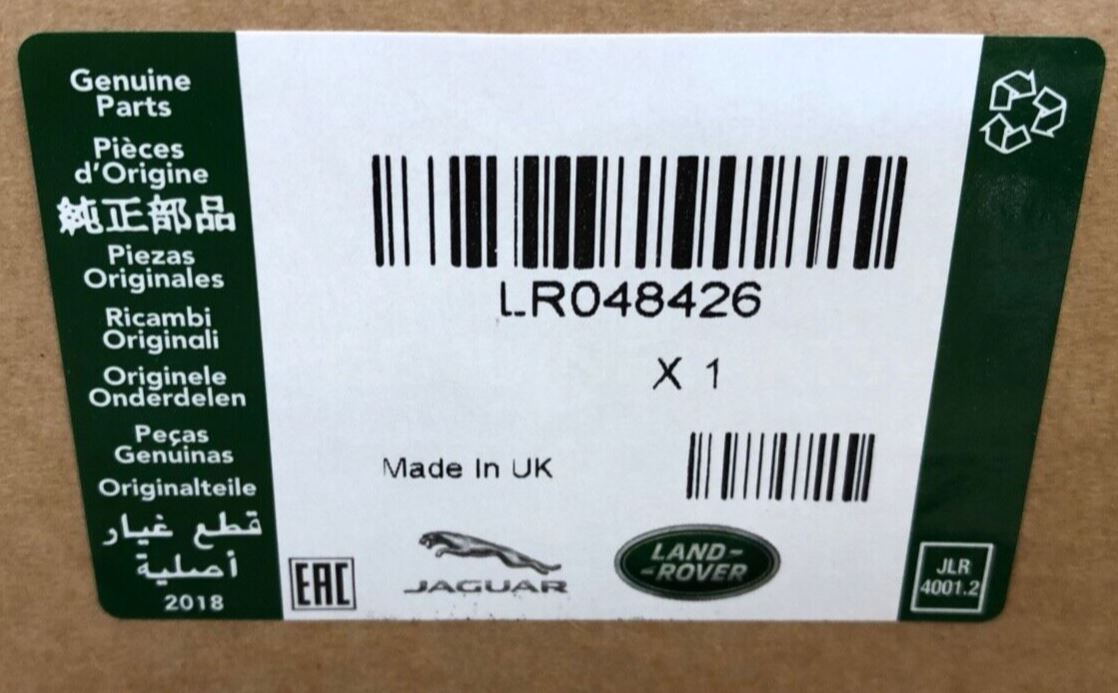 Genuine
Parts
Pièces
d'Origine
純正部品
Piezas
Originales
Ricambi
Originali
Originele
Onderdelen
Peças
Genuinas
Originalteile
قطع غيار
أصلية
2018
LR048426
X 1
Made In UK
EAC
JAGUAR
LAND-
-ROVER
JLR
4001.2